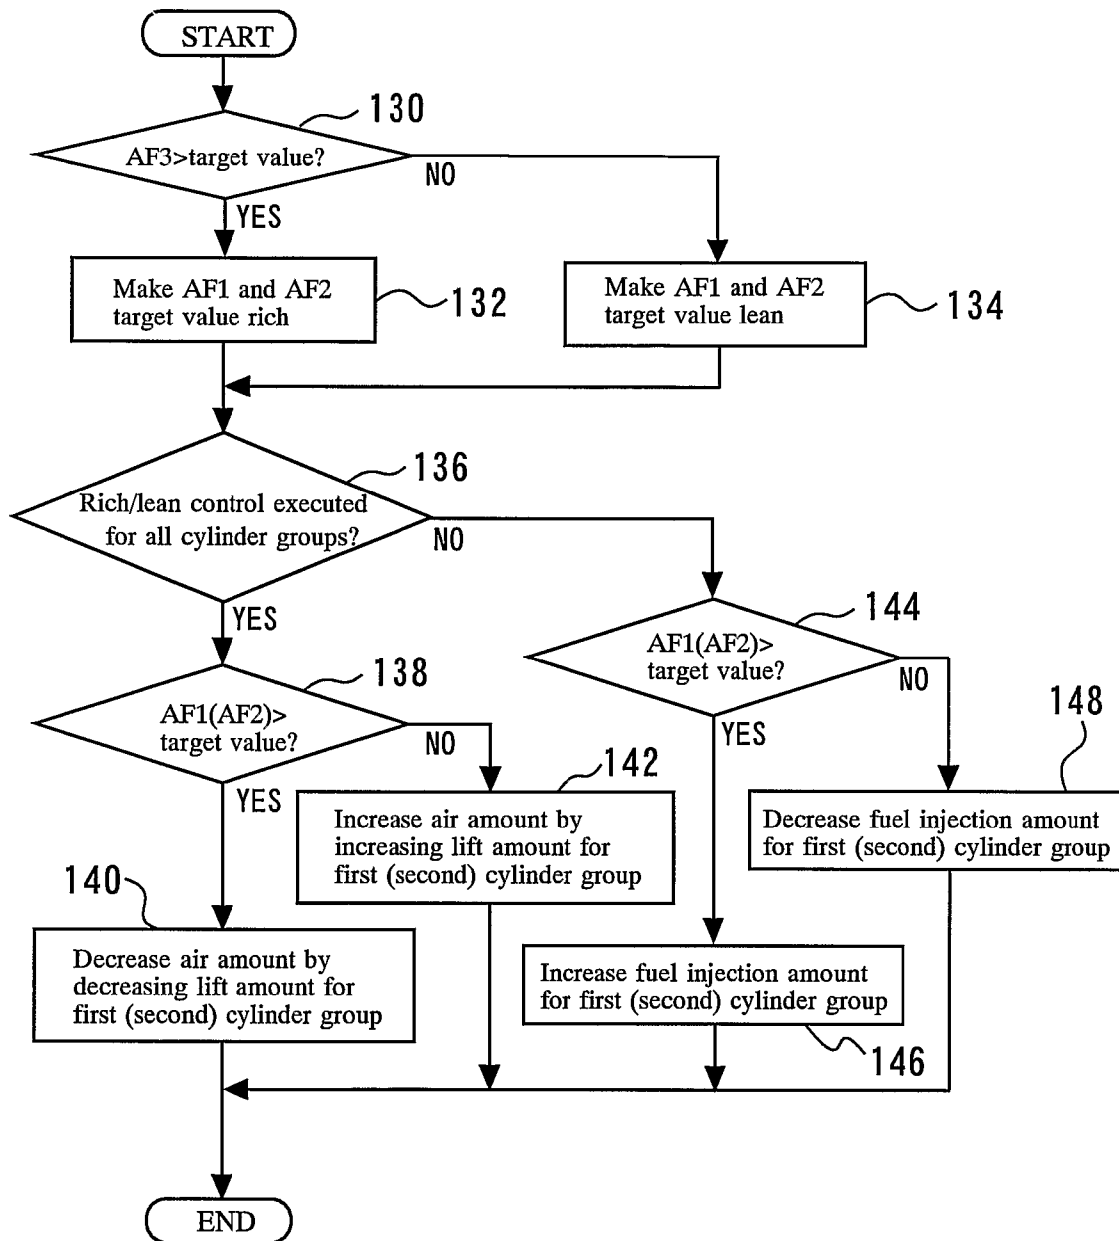 START
130
AF3>target value?
NO
YES
Make AF1 and AF2
target value rich
132
Make AF1 and AF2
target value lean
134
136
Rich/lean control executed
for all cylinder groups?
NO
YES
144
AF1(AF2)>
target value?
NO
YES
138
AF1(AF2)>
target value?
NO
YES
148
142
Increase air amount by
increasing lift amount for
first (second) cylinder group
Decrease fuel injection amount
for first (second) cylinder group
140
Decrease air amount by
decreasing lift amount for
first (second) cylinder group
Increase fuel injection amount
for first (second) cylinder group
146
END